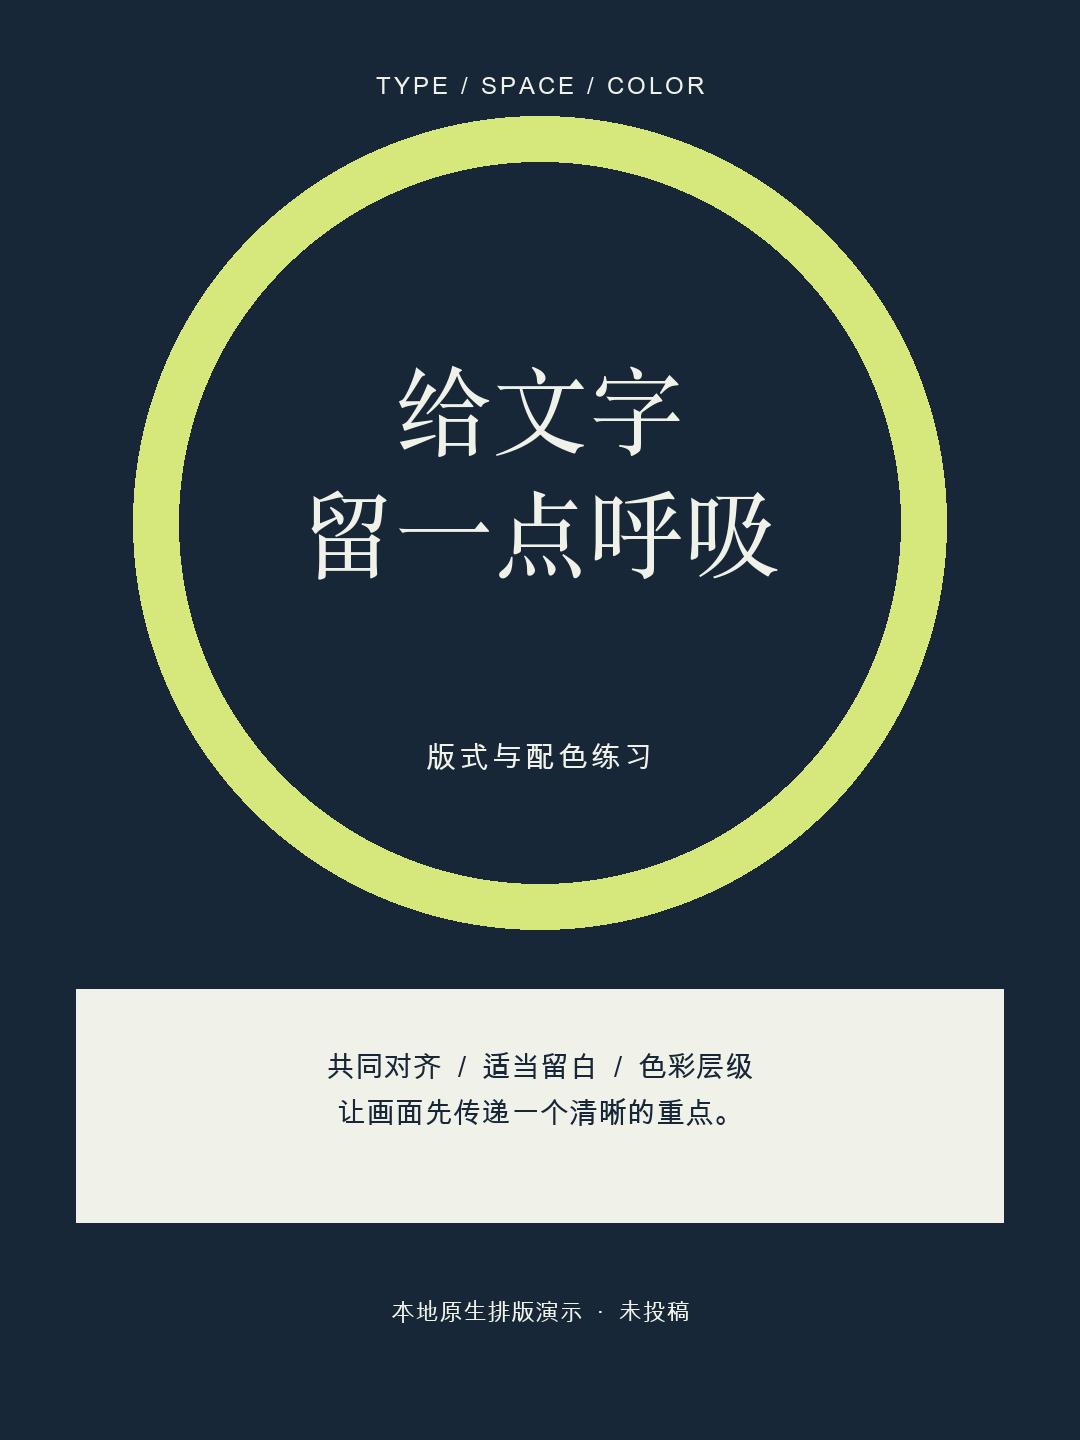 TYPE / SPACE / COLOR
给文字
留一点呼吸
版式与配色练习
共同对齐 / 适当留白 / 色彩层级
让画面先传递一个清晰的重点。
本地原生排版演示 · 未投稿